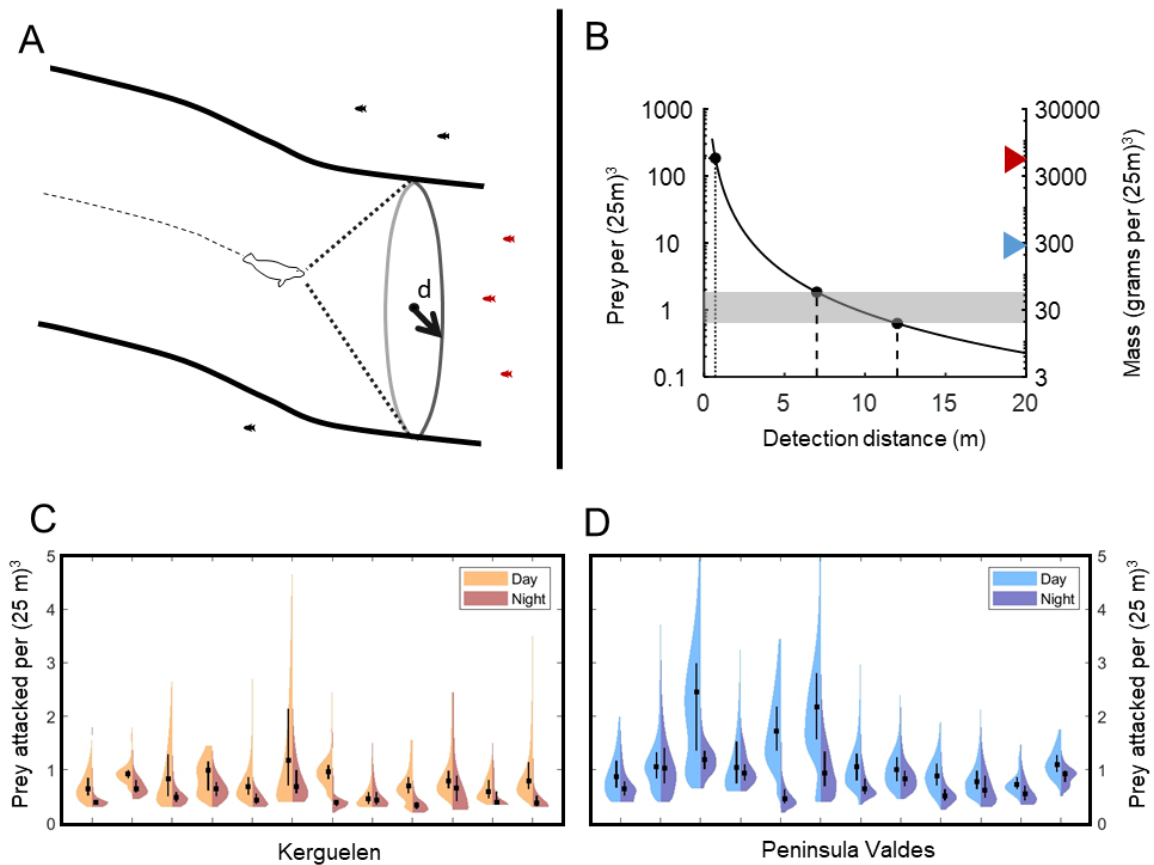 A
d
B
Prey per (25m)³
1000
100
10
1
0.1
30000
3000
300
30
3
Mass (grams per (25m)³
0
5
10
15
20
Detection distance (m)
C
Prey attacked per (25 m)³
5
4
3
2
1
0
Day
Night
Kerguelen
D
Day
Night
5
4
3
2
1
0
Prey attacked per (25 m)³
Peninsula Valdes